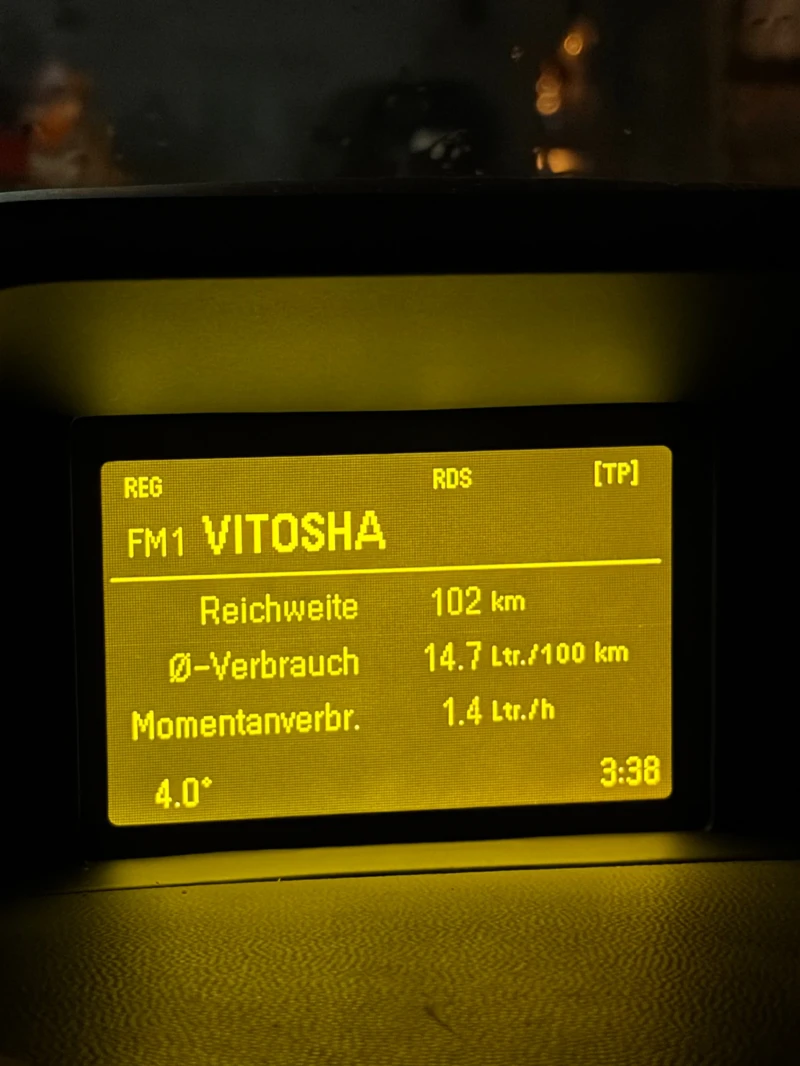 REG RDS [TP]
FM1 VITOSHA
Reichweite 102 km
Ø-Verbrauch 14.7 Ltr./100 km
Momentanverbr. 1.4 Ltr./h
4.0° 3:38